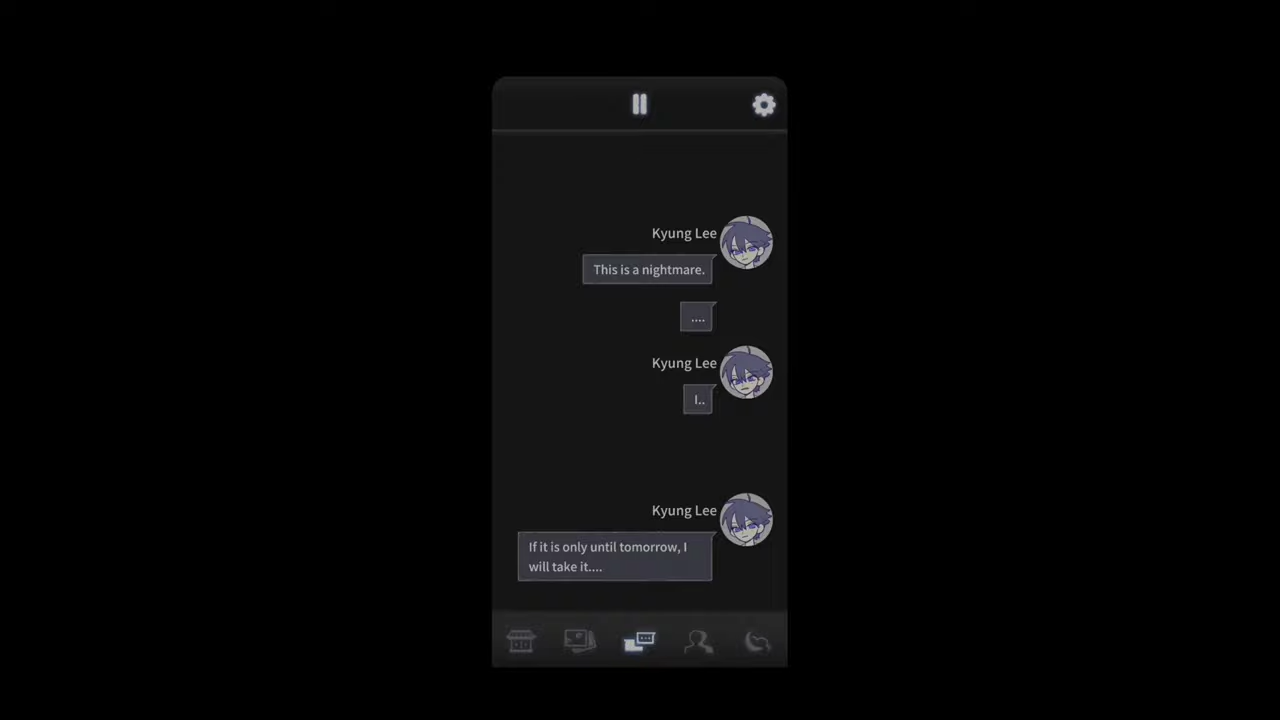 Kyung Lee
This is a nightmare.
....
Kyung Lee
I..
Kyung Lee
If it is only until tomorrow, I
will take it....